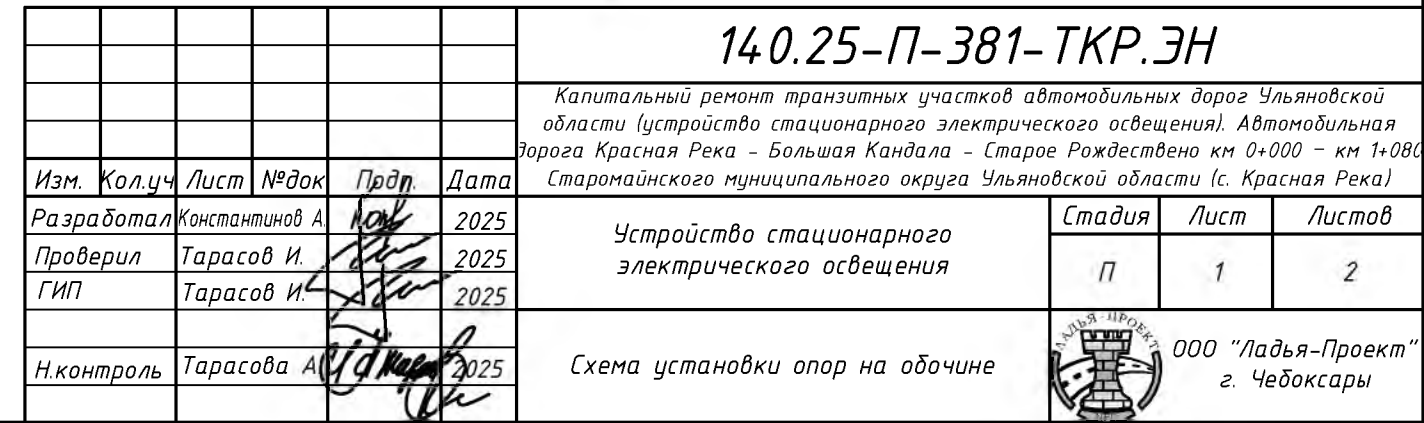 140.25-П-381-ТКР.ЭН
Капитальный ремонт транзитных участков автомобильных дорог Ульяновской
области (устройство стационарного электрического освещения). Автомобильная
дорога Красная Река - Большая Кандала - Старое Рождествено км 0+000 - км 1+080
Старомайнского муниципального округа Ульяновской области (с. Красная Река)
Изм. Кол.уч Лист №док Подп. Дата
Разработал Константинов А. 2025
Проверил Тарасов И. 2025
ГИП Тарасов И. 2025
Н.контроль Тарасова А 2025
Устройство стационарного
электрического освещения
Стадия Лист Листов
П 1 2
Схема установки опор на обочине
ЛАДЬЯ-ПРОЕКТ
ООО "Ладья-Проект"
г. Чебоксары